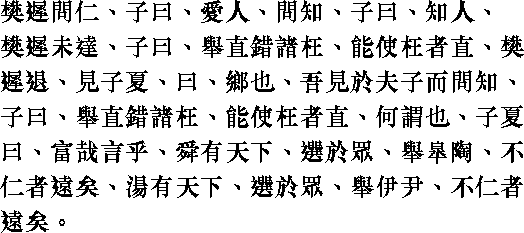 樊遲問仁、子曰、愛人、問知、子曰、知人、
樊遲未達、子曰、舉直錯諸枉、能使枉者直、樊
遲退、見子夏、曰、鄉也、吾見於夫子而問知、
子曰、舉直錯諸枉、能使枉者直、何謂也、子夏
曰、富哉言乎、舜有天下、選於眾、舉皐陶、不
仁者遠矣、湯有天下、選於眾、舉伊尹、不仁者
遠矣。